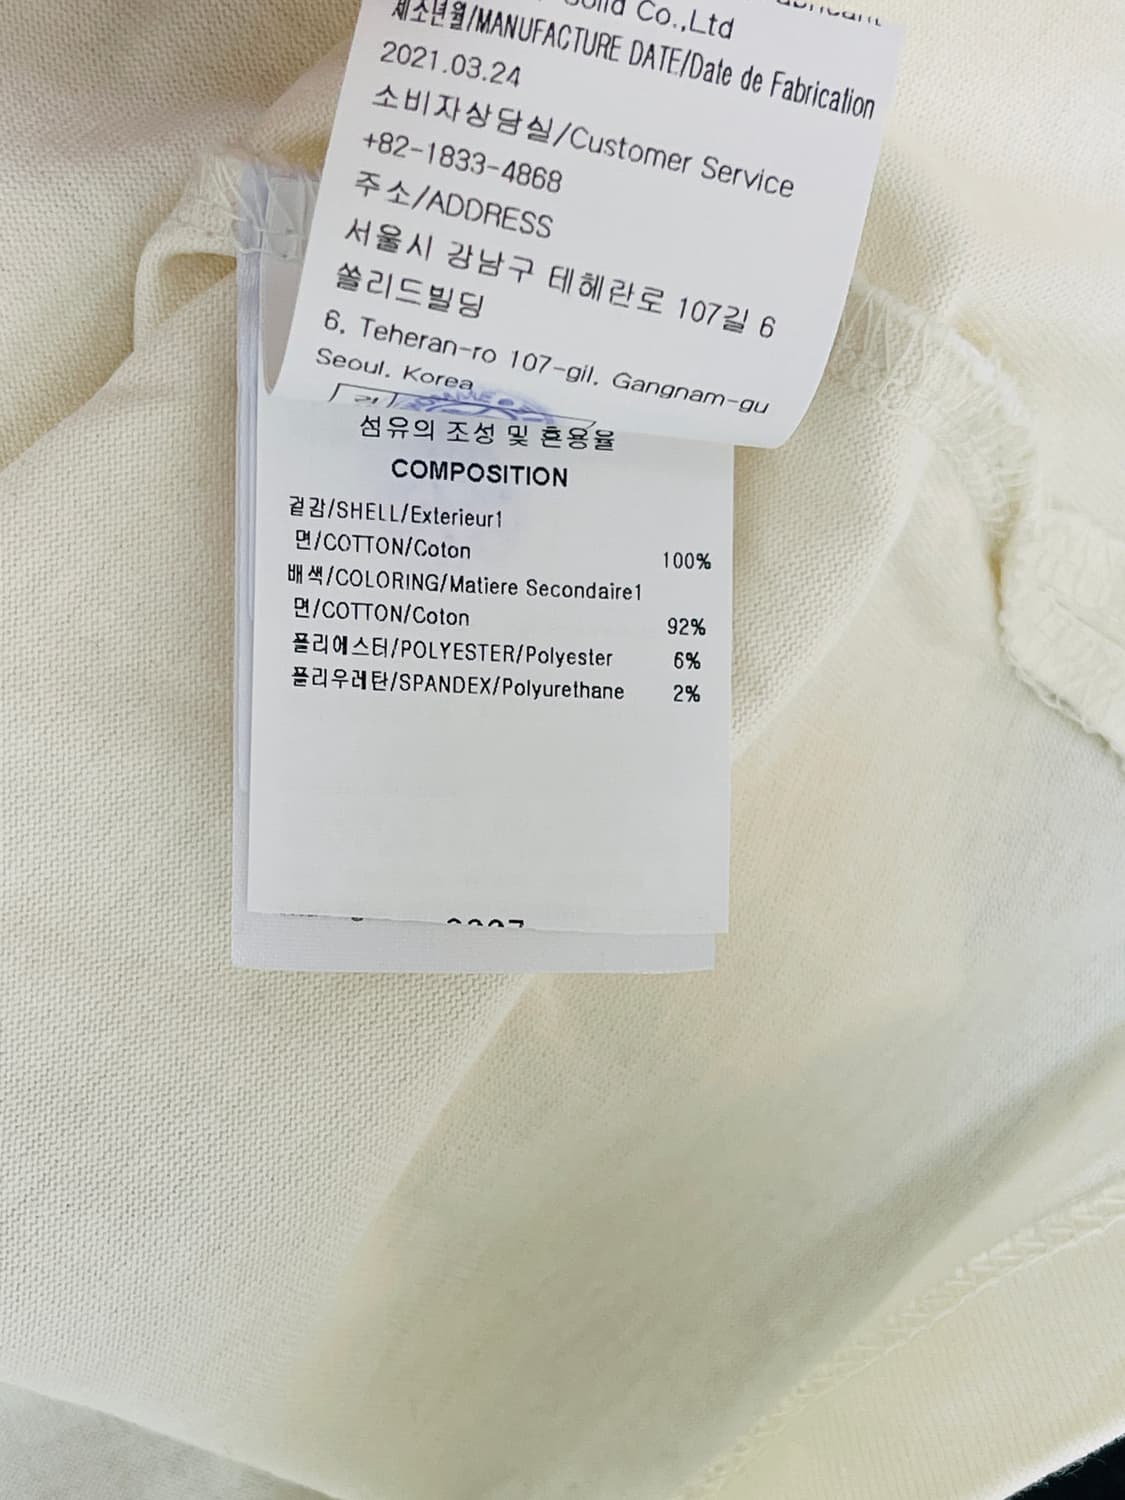 Co.,Ltd
제소년월/MANUFACTURE DATE/Date de Fabrication
2021.03.24
소비자상담실/Customer Service
+82-1833-4868
주소/ADDRESS
서울시 강남구 테헤란로 107길 6
쏠리드빌딩
6, Teheran-ro 107-gil, Gangnam-gu
Seoul, Korea
섬유의 조성 및 혼용율
COMPOSITION
겉감/SHELL/Exterieur1
면/COTTON/Coton 100%
배색/COLORING/Matiere Secondaire1
면/COTTON/Coton 92%
폴리에스터/POLYESTER/Polyester 6%
폴리우레탄/SPANDEX/Polyurethane 2%